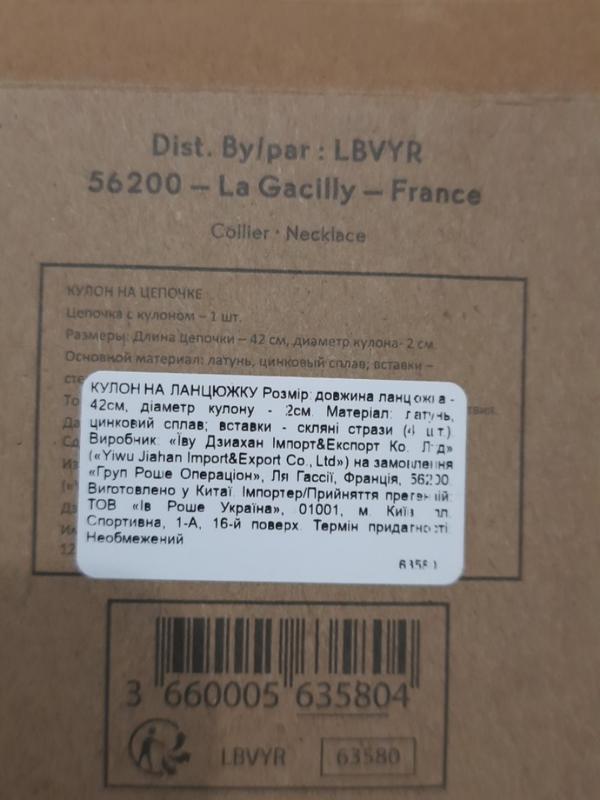 Dist. By/par : LBVYR
56200 – La Gacilly – France
Collier · Necklace
КУЛОН НА ЦЕПОЧКЕ
Цепочка с кулоном – 1 шт.
Размеры: Длина цепочки – 42 см, диаметр кулона- 2 см.
Основной материал: латунь, цинковый сплав; вставки –
КУЛОН НА ЛАНЦЮЖКУ Розмір: довжина ланцюжка -
42см, діаметр кулону - 2см. Матеріал: латунь,
цинковий сплав; вставки - скляні стрази (4 шт.).
Виробник: «Іву Дзиахан Імпорт&Експорт Ко. Лтд»
(«Yiwu Jiahan Import&Export Co., Ltd») на замовлення
«Груп Роше Операціон», Ля Гассії, Франція, 56200.
Виготовлено у Китаї. Імпортер/Прийняття претензій:
ТОВ «Ів Роше Україна», 01001, м. Київ пл.
Спортивна, 1-А, 16-й поверх. Термін придатності:
Необмежений
3 660005 635804
LBVYR 63580